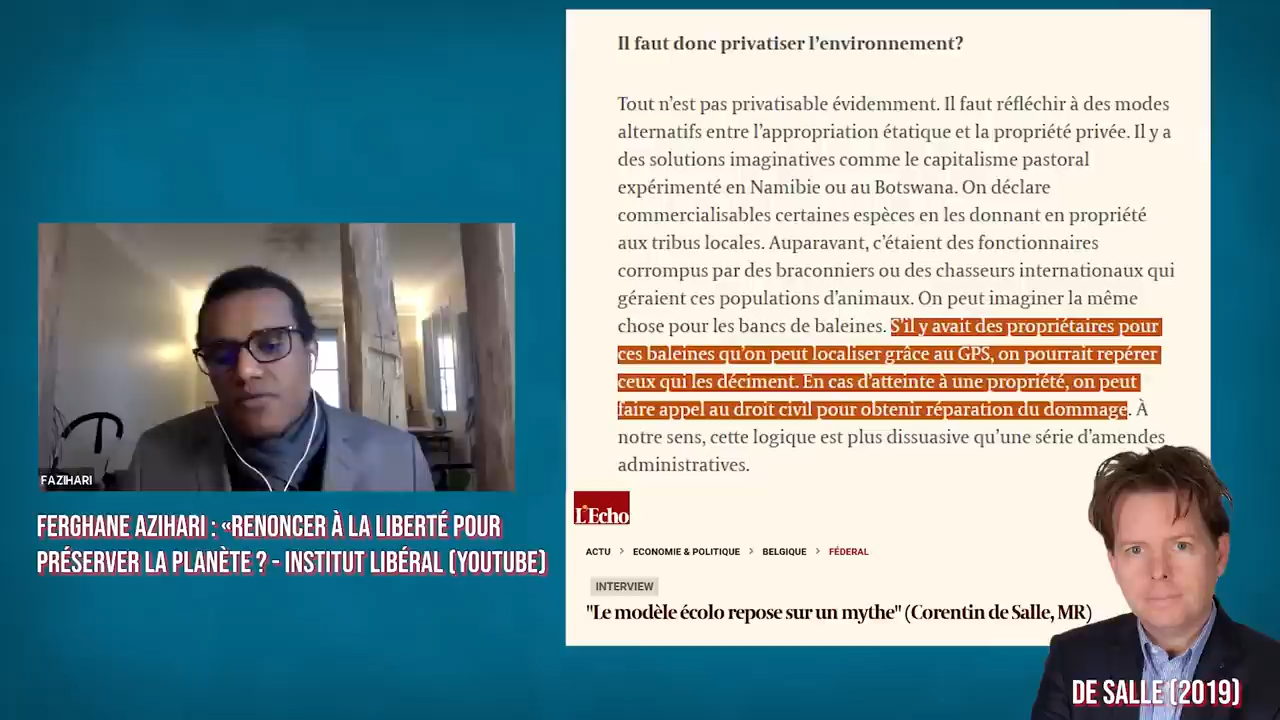 Il faut donc privatiser l'environnement?
Tout n'est pas privatisable évidemment. Il faut réfléchir à des modes
alternatifs entre l'appropriation étatique et la propriété privée. Il y a
des solutions imaginatives comme le capitalisme pastoral
expérimenté en Namibie ou au Botswana. On déclare
commercialisables certaines espèces en les donnant en propriété
aux tribus locales. Auparavant, c'étaient des fonctionnaires
corrompus par des braconniers ou des chasseurs internationaux qui
géraient ces populations d'animaux. On peut imaginer la même
chose pour les bancs de baleines. S'il y avait des propriétaires pour
ces baleines qu'on peut localiser grâce au GPS, on pourrait repérer
ceux qui les déciment. En cas d'atteinte à une propriété, on peut
faire appel au droit civil pour obtenir réparation du dommage. À
notre sens, cette logique est plus dissuasive qu'une série d'amendes
administratives.
L'Echo
ACTU > ECONOMIE & POLITIQUE > BELGIQUE > FÉDERAL
INTERVIEW
"Le modèle écolo repose sur un mythe" (Corentin de Salle, MR)
FAZIHARI
FERGHANE AZIHARI : «RENONCER À LA LIBERTÉ POUR
PRÉSERVER LA PLANÈTE ? - INSTITUT LIBÉRAL (YOUTUBE)
DE SALLE (2019)